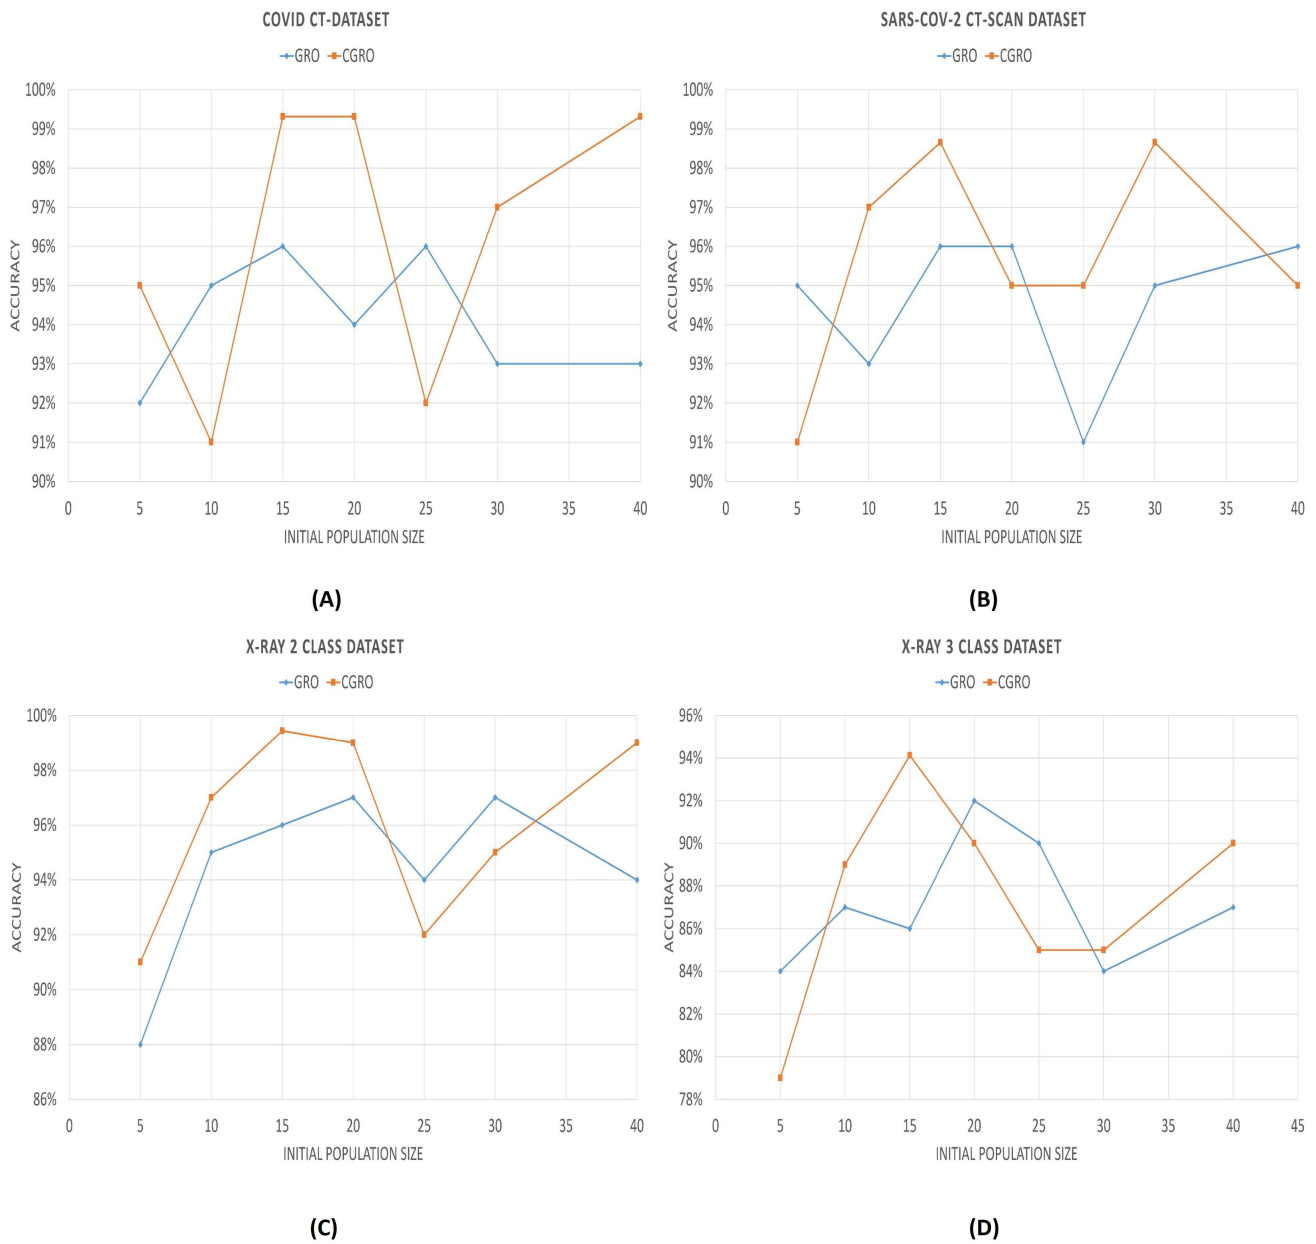 COVID CT-DATASET
GRO CGRO
100%
99%
98%
97%
96%
95%
94%
93%
92%
91%
90%
ACCURACY
0 5 10 15 20 25 30 35 40
INITIAL POPULATION SIZE
(A)
SARS-COV-2 CT-SCAN DATASET
GRO CGRO
100%
99%
98%
97%
96%
95%
94%
93%
92%
91%
90%
ACCURACY
0 5 10 15 20 25 30 35 40
INITIAL POPULATION SIZE
(B)
X-RAY 2 CLASS DATASET
GRO CGRO
100%
98%
96%
94%
92%
90%
88%
86%
ACCURACY
0 5 10 15 20 25 30 35 40
INITIAL POPULATION SIZE
(C)
X-RAY 3 CLASS DATASET
GRO CGRO
96%
94%
92%
90%
88%
86%
84%
82%
80%
78%
ACCURACY
0 5 10 15 20 25 30 35 40 45
INITIAL POPULATION SIZE
(D)